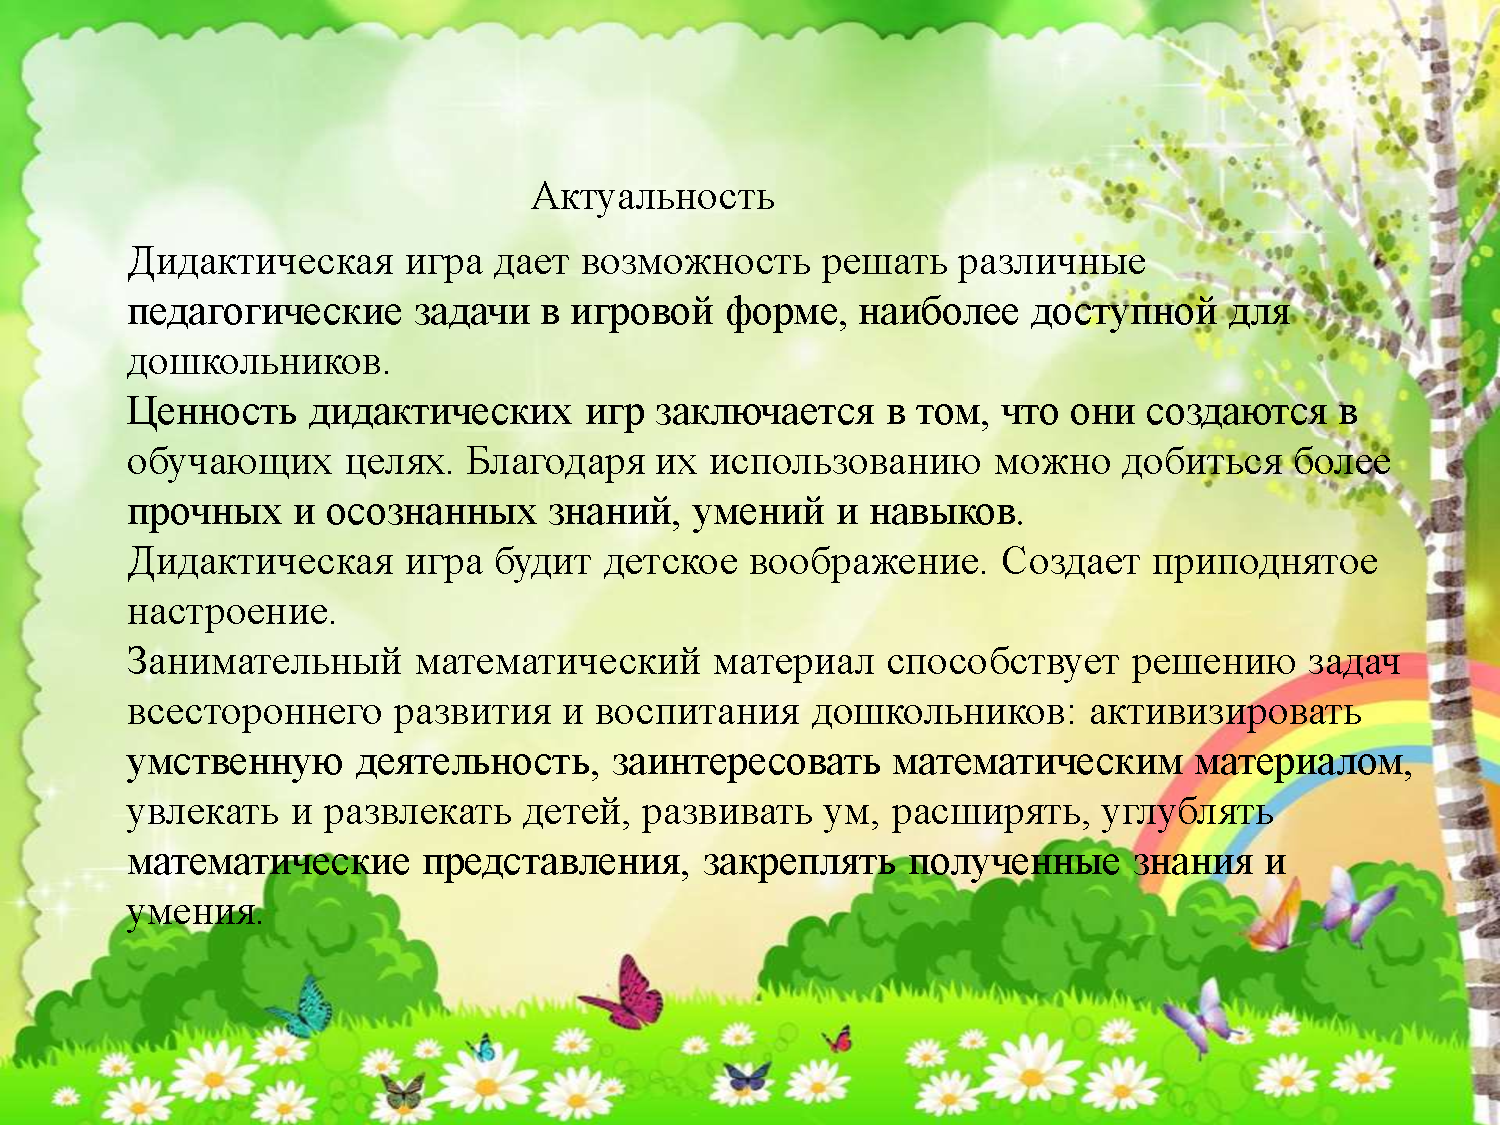 Актуальность
Дидактическая игра дает возможность решать различные
педагогические задачи в игровой форме, наиболее доступной для
дошкольников.
Ценность дидактических игр заключается в том, что они создаются в
обучающих целях. Благодаря их использованию можно добиться более
прочных и осознанных знаний, умений и навыков.
Дидактическая игра будит детское воображение. Создает приподнятое
настроение.
Занимательный математический материал способствует решению задач
всестороннего развития и воспитания дошкольников: активизировать
умственную деятельность, заинтересовать математическим материалом,
увлекать и развлекать детей, развивать ум, расширять, углублять
математические представления, закреплять полученные знания и
умения.